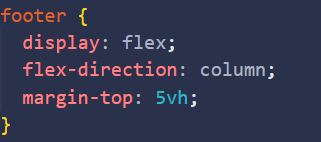 footer {
  display: flex;
  flex-direction: column;
  margin-top: 5vh;
}